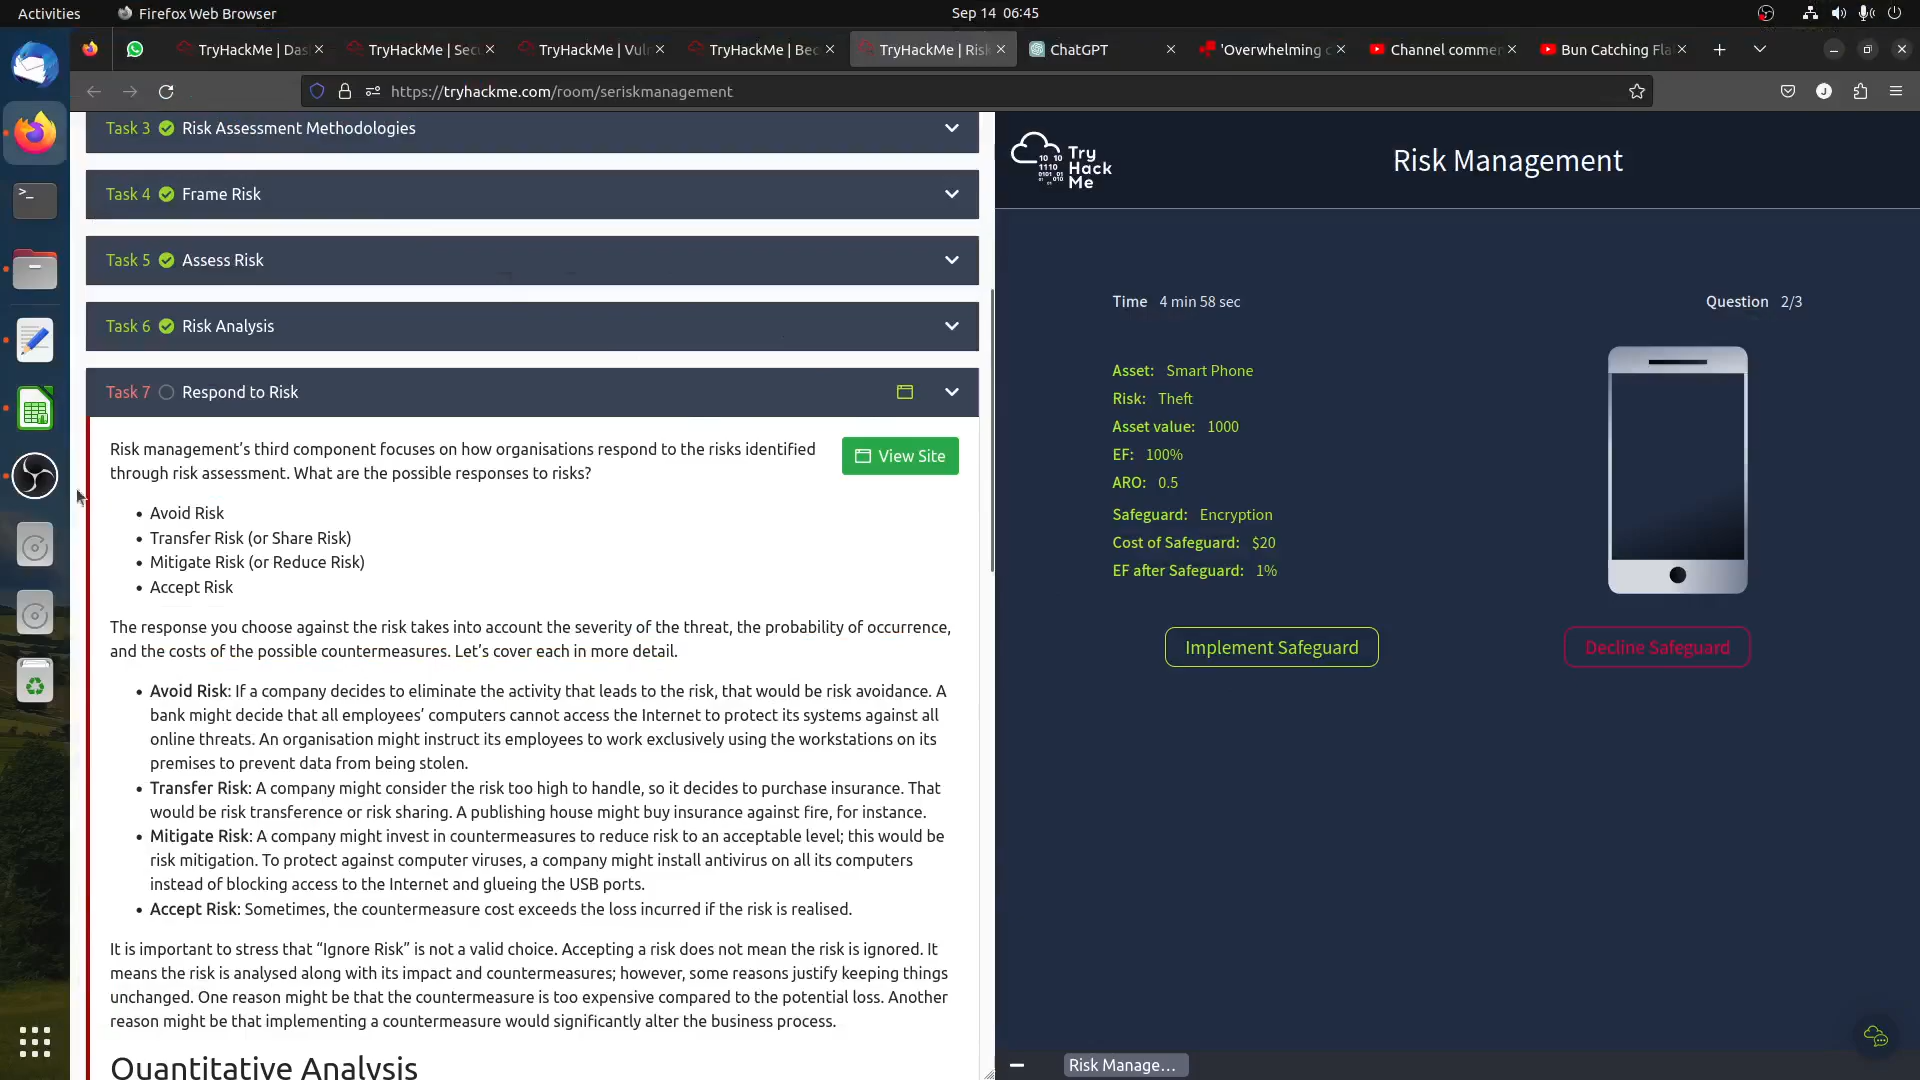 Activities
Firefox Web Browser
Sep 14 06:45
TryHackMe | Das
TryHackMe | Sec
TryHackMe | Vuln
TryHackMe | Bec
TryHackMe | Risk
ChatGPT
'Overwhelming c
Channel commen
Bun Catching Fla
https://tryhackme.com/room/seriskmanagement
J
Task 3 Risk Assessment Methodologies
Task 4 Frame Risk
Task 5 Assess Risk
Task 6 Risk Analysis
Task 7 Respond to Risk
Risk management’s third component focuses on how organisations respond to the risks identified
through risk assessment. What are the possible responses to risks?
View Site
• Avoid Risk
• Transfer Risk (or Share Risk)
• Mitigate Risk (or Reduce Risk)
• Accept Risk
The response you choose against the risk takes into account the severity of the threat, the probability of occurrence,
and the costs of the possible countermeasures. Let’s cover each in more detail.
• Avoid Risk: If a company decides to eliminate the activity that leads to the risk, that would be risk avoidance. A
bank might decide that all employees’ computers cannot access the Internet to protect its systems against all
online threats. An organisation might instruct its employees to work exclusively using the workstations on its
premises to prevent data from being stolen.
• Transfer Risk: A company might consider the risk too high to handle, so it decides to purchase insurance. That
would be risk transference or risk sharing. A publishing house might buy insurance against fire, for instance.
• Mitigate Risk: A company might invest in countermeasures to reduce risk to an acceptable level; this would be
risk mitigation. To protect against computer viruses, a company might install antivirus on all its computers
instead of blocking access to the Internet and glueing the USB ports.
• Accept Risk: Sometimes, the countermeasure cost exceeds the loss incurred if the risk is realised.
It is important to stress that “Ignore Risk” is not a valid choice. Accepting a risk does not mean the risk is ignored. It
means the risk is analysed along with its impact and countermeasures; however, some reasons justify keeping things
unchanged. One reason might be that the countermeasure is too expensive compared to the potential loss. Another
reason might be that implementing a countermeasure would significantly alter the business process.
Quantitative Analysis
Try
Hack
Me
Risk Management
Time 4 min 58 sec
Question 2/3
Asset: Smart Phone
Risk: Theft
Asset value: 1000
EF: 100%
ARO: 0.5
Safeguard: Encryption
Cost of Safeguard: $20
EF after Safeguard: 1%
Implement Safeguard
Decline Safeguard
Risk Manage…